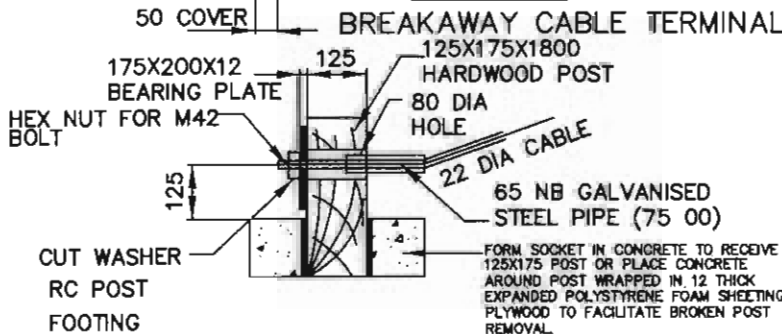 50 COVER
BREAKAWAY CABLE TERMINAL
175X200X12
BEARING PLATE
125
125X175X1800
HARDWOOD POST
HEX NUT FOR M42
BOLT
80 DIA
HOLE
22 DIA CABLE
125
65 NB GALVANISED
STEEL PIPE (75 OO)
CUT WASHER
RC POST
FOOTING
FORM SOCKET IN CONCRETE TO RECEIVE
125X175 POST OR PLACE CONCRETE
AROUND POST WRAPPED IN 12 THICK
EXPANDED POLYSTYRENE FOAM SHEETING
PLYWOOD TO FACILITATE BROKEN POST
REMOVAL